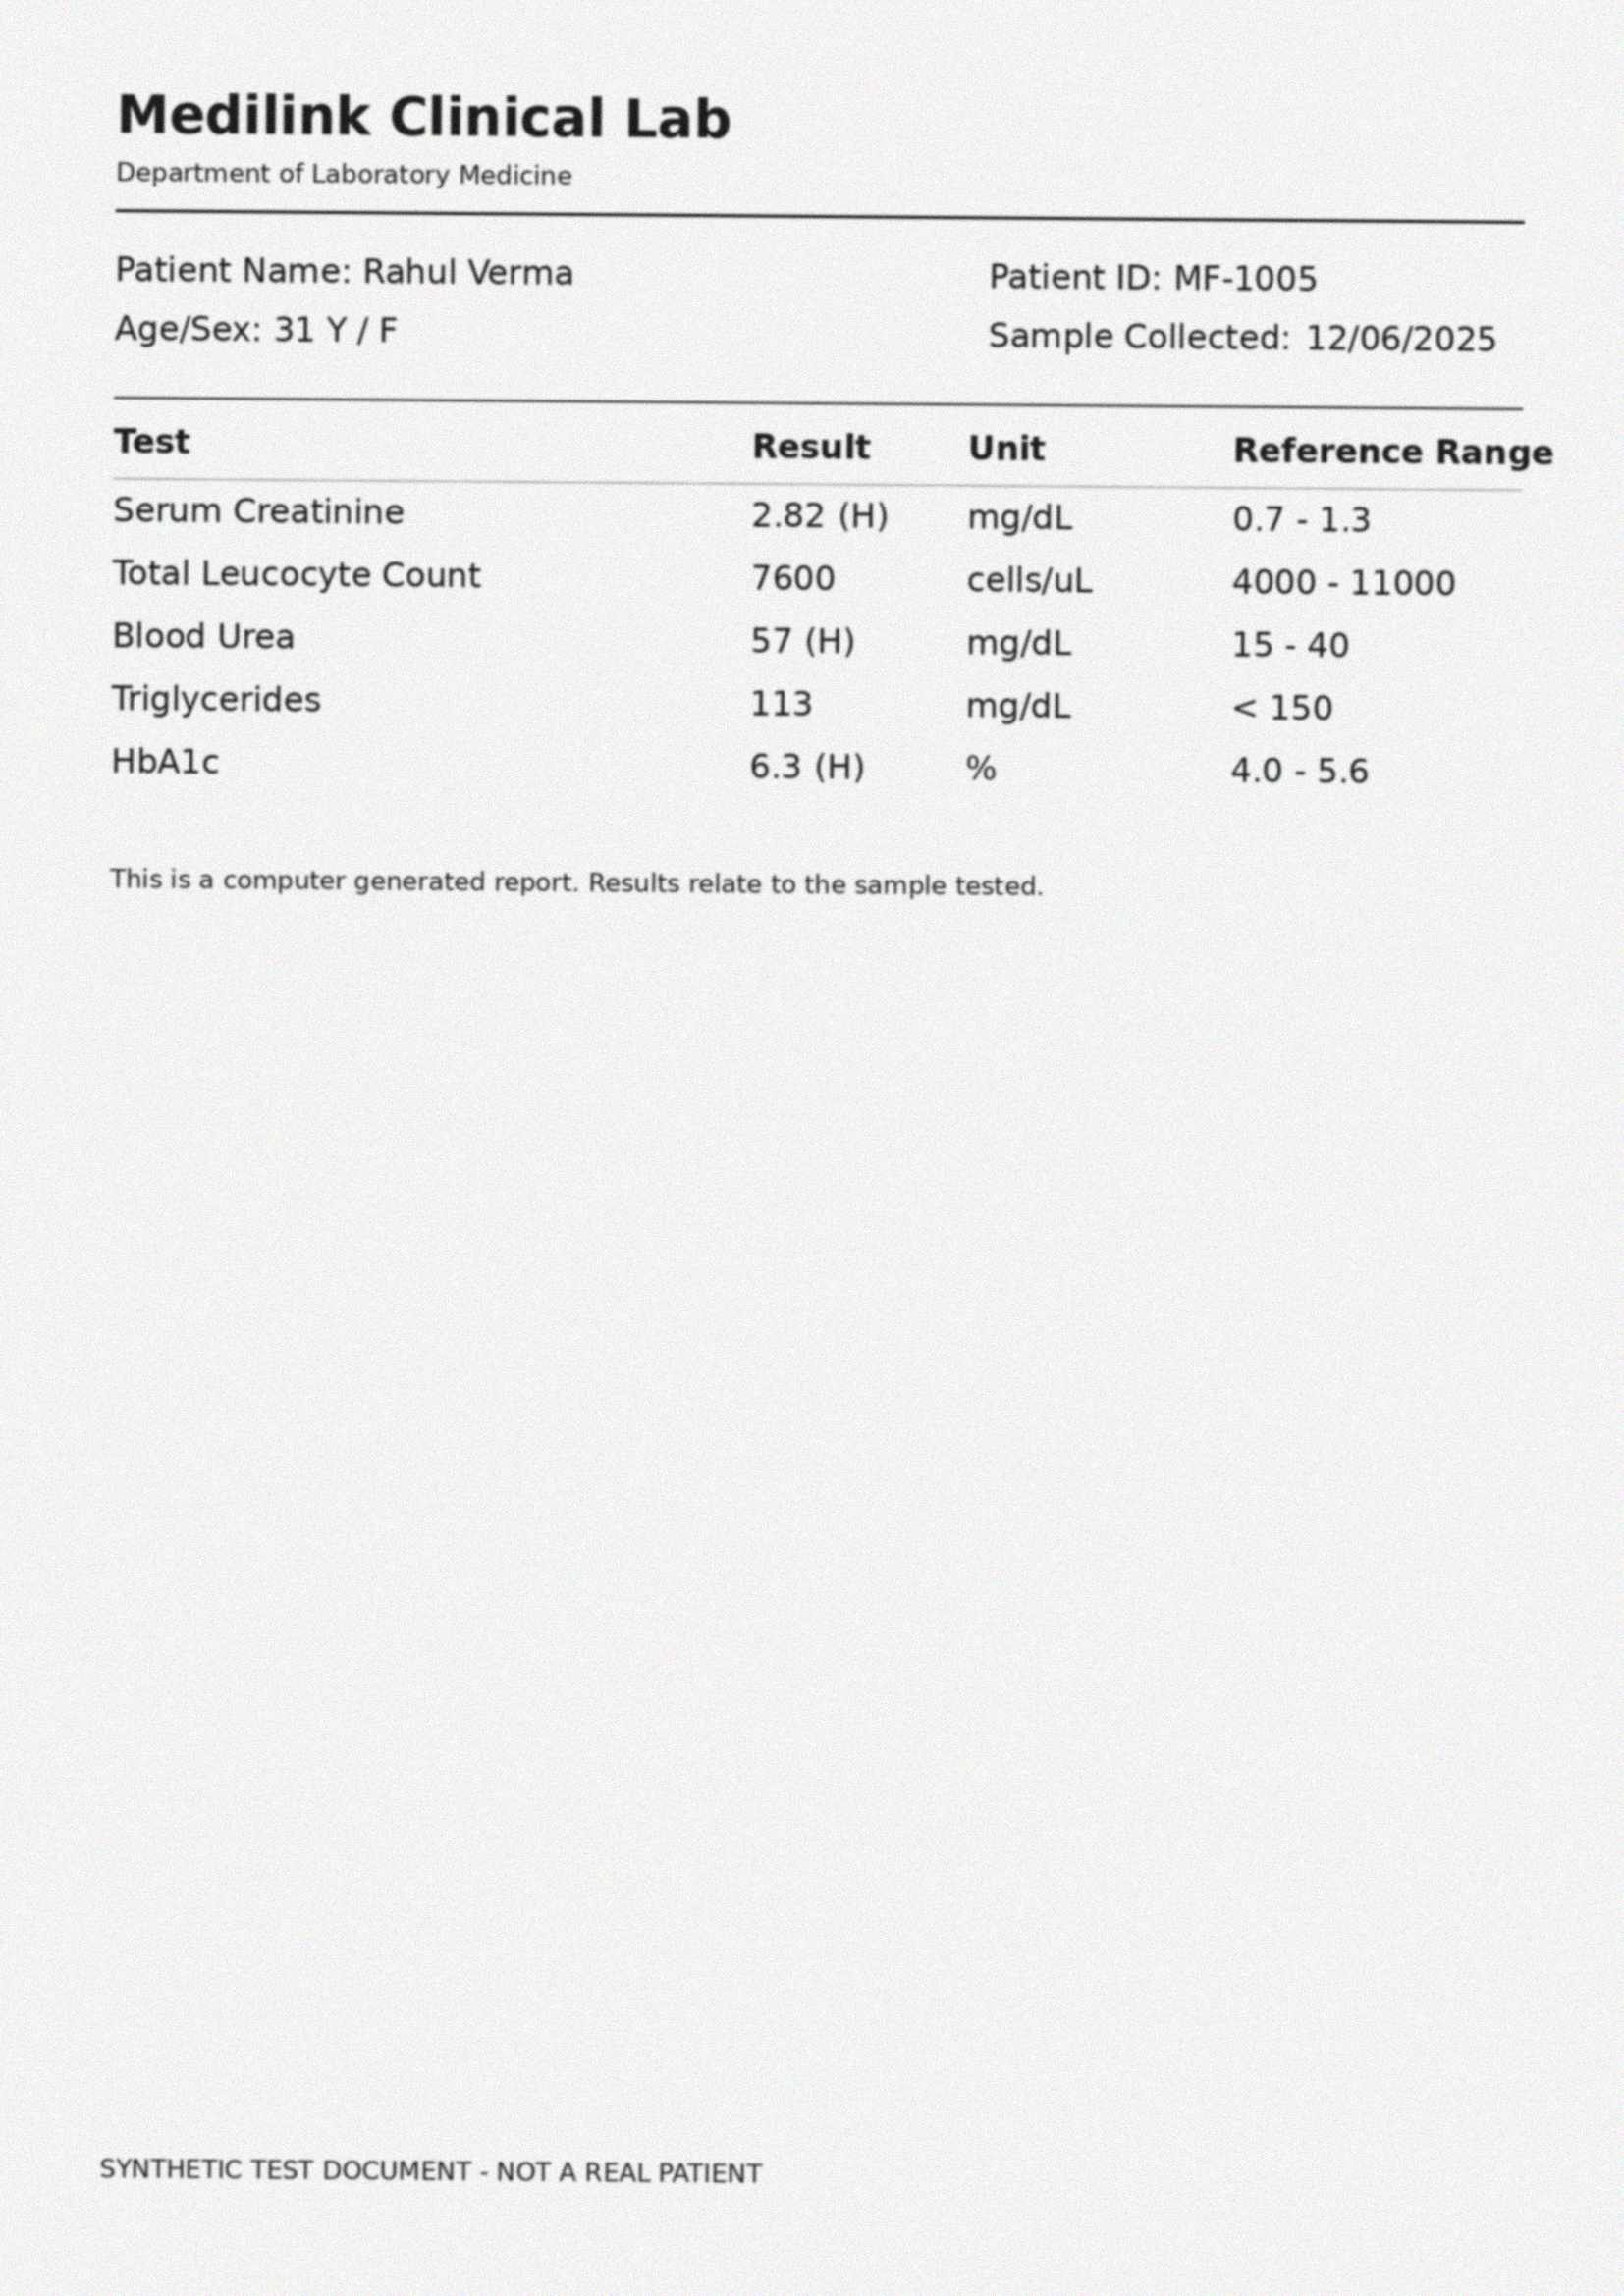 Medilink Clinical Lab
Department of Laboratory Medicine
Patient Name: Rahul Verma Patient ID: MF-1005
Age/Sex: 31 Y / F Sample Collected: 12/06/2025
Test Result Unit Reference Range
Serum Creatinine 2.82 (H) mg/dL 0.7 - 1.3
Total Leucocyte Count 7600 cells/uL 4000 - 11000
Blood Urea 57 (H) mg/dL 15 - 40
Triglycerides 113 mg/dL < 150
HbA1c 6.3 (H) % 4.0 - 5.6
This is a computer generated report. Results relate to the sample tested.
SYNTHETIC TEST DOCUMENT - NOT A REAL PATIENT